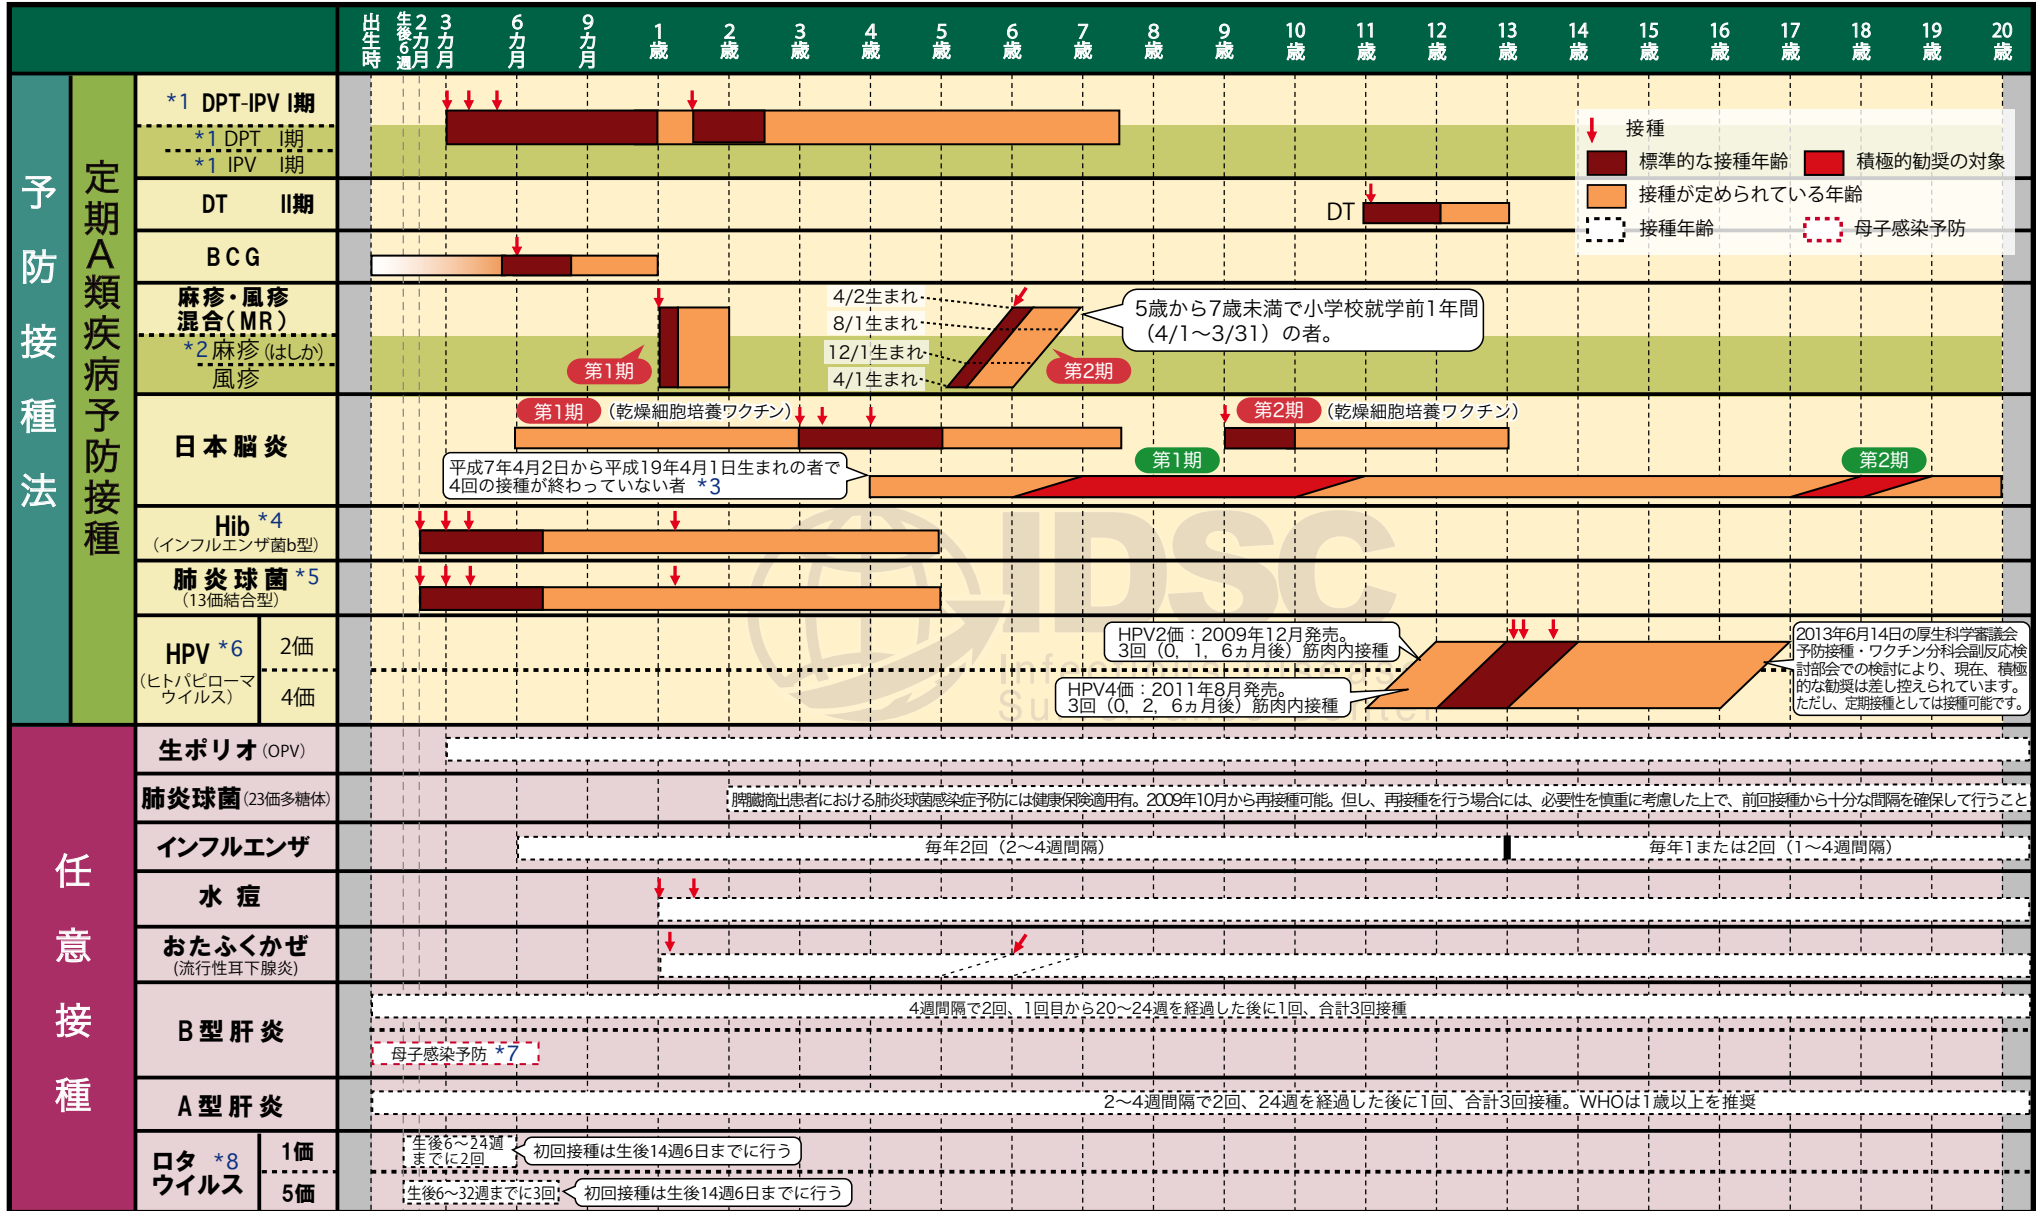 出生時 生後6週 2カ月 3カ月 6カ月 9カ月 1歳 2歳 3歳 4歳 5歳 6歳 7歳 8歳 9歳 10歳 11歳 12歳 13歳 14歳 15歳 16歳 17歳 18歳 19歳 20歳
予防接種法
定期A類疾病予防接種
*1 DPT-IPV I期
*1 DPT I期
*1 IPV I期
接種
標準的な接種年齢 積極的勧奨の対象
接種が定められている年齢
接種年齢 母子感染予防
DT II期
DT
BCG
麻疹・風疹
混合(MR)
*2 麻疹(はしか)
風疹
第1期
4/2生まれ
8/1生まれ
12/1生まれ
4/1生まれ
第2期
5歳から7歳未満で小学校就学前1年間
(4/1〜3/31)の者。
日本脳炎
第1期 (乾燥細胞培養ワクチン)
第2期 (乾燥細胞培養ワクチン)
平成7年4月2日から平成19年4月1日生まれの者で
4回の接種が終わっていない者 *3
第1期
第2期
Hib *4
(インフルエンザ菌b型)
肺炎球菌 *5
(13価結合型)
IDSC
Infectious Disease
Surveillance Center
HPV *6
(ヒトパピローマ
ウイルス)
2価
4価
HPV2価：2009年12月発売。
3回(0, 1, 6ヵ月後)筋肉内接種
HPV4価：2011年8月発売。
3回(0, 2, 6ヵ月後)筋肉内接種
2013年6月14日の厚生科学審議会
予防接種・ワクチン分科会副反応検
討部会での検討により、現在、積極
的な勧奨は差し控えられています。
ただし、定期接種としては接種可能です。
任意接種
生ポリオ(OPV)
肺炎球菌(23価多糖体)
脾臓摘出患者における肺炎球菌感染症予防には健康保険適用有。2009年10月から再接種可能。但し、再接種を行う場合には、必要性を慎重に考慮した上で、前回接種から十分な間隔を確保して行うこと
インフルエンザ
毎年2回(2〜4週間隔)
毎年1または2回(1〜4週間隔)
水痘
おたふくかぜ
(流行性耳下腺炎)
B型肝炎
4週間隔で2回、1回目から20〜24週を経過した後に1回、合計3回接種
母子感染予防 *7
A型肝炎
2〜4週間隔で2回、24週を経過した後に1回、合計3回接種。WHOは1歳以上を推奨
ロタ *8
ウイルス
1価
生後6〜24週
までに2回
初回接種は生後14週6日までに行う
5価
生後6〜32週までに3回
初回接種は生後14週6日までに行う